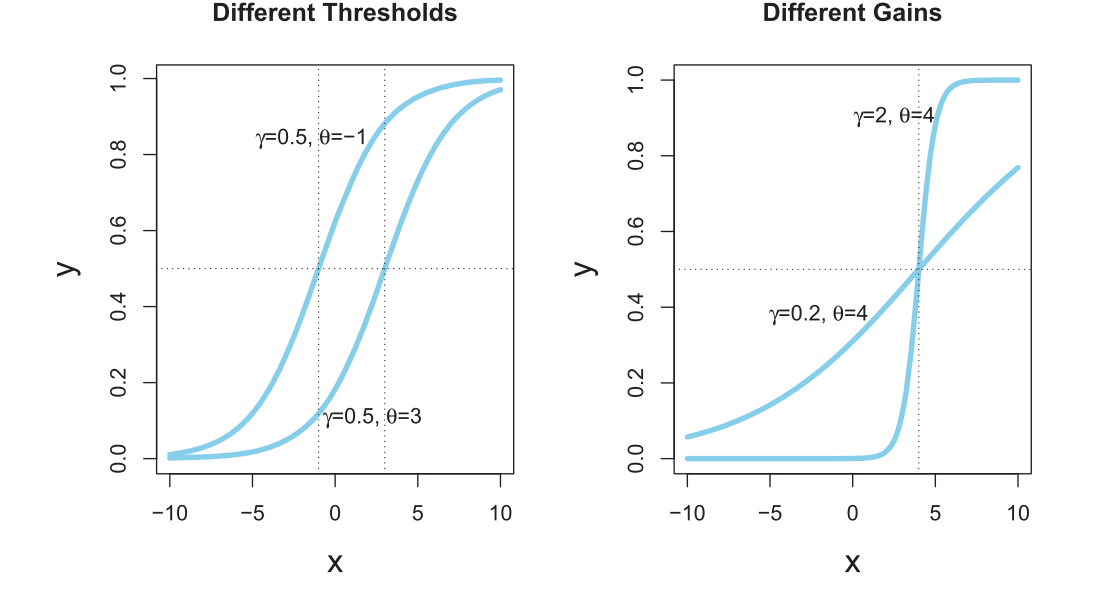 Different Thresholds
1.0
0.8
0.6
0.4
0.2
0.0
y
γ=0.5, θ=−1
γ=0.5, θ=3
−10 −5 0 5 10
x
Different Gains
1.0
0.8
0.6
0.4
0.2
0.0
y
γ=2, θ=4
γ=0.2, θ=4
−10 −5 0 5 10
x